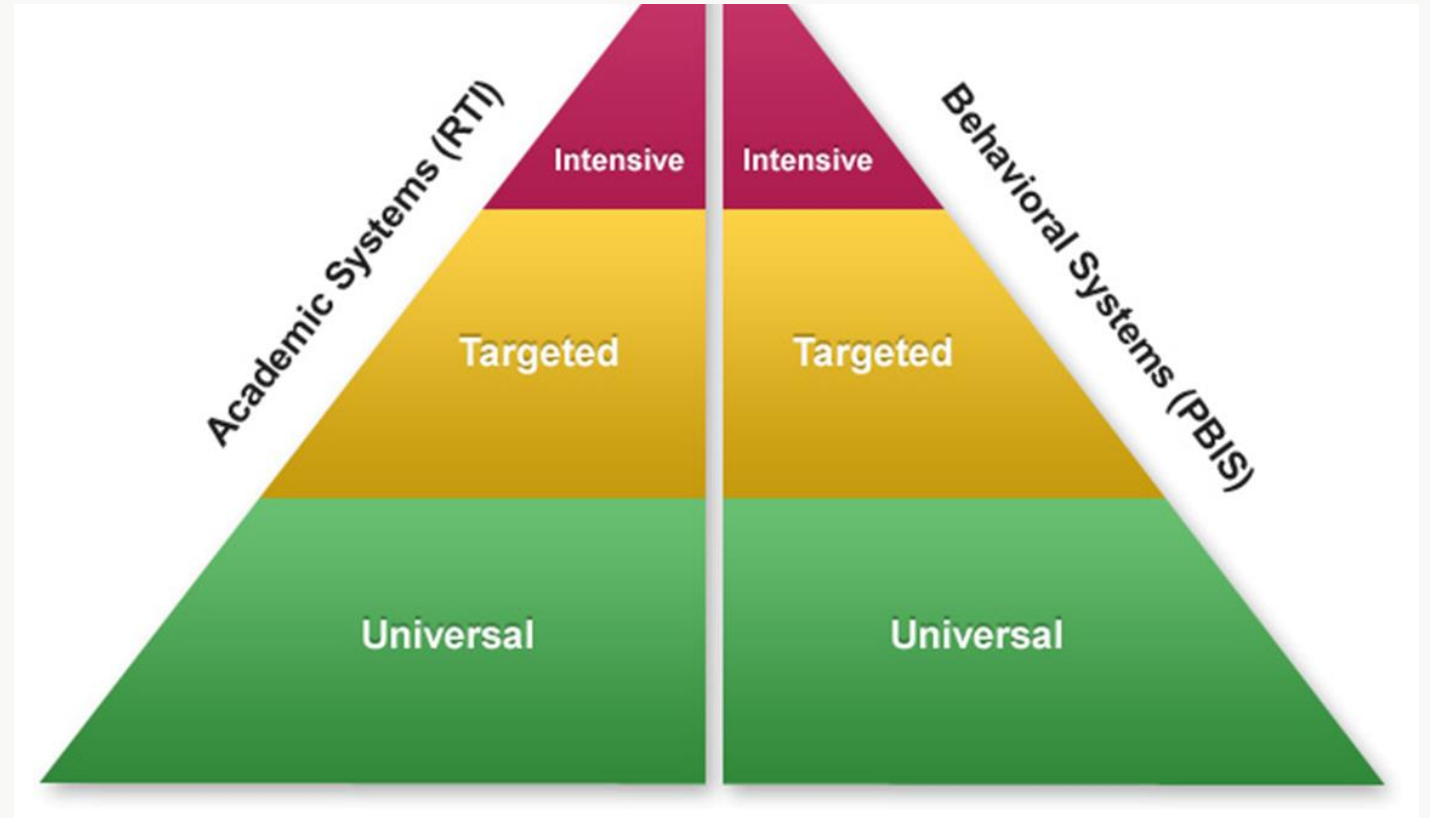 Academic Systems (RTI)
Behavioral Systems (PBIS)
Intensive
Intensive
Targeted
Targeted
Universal
Universal